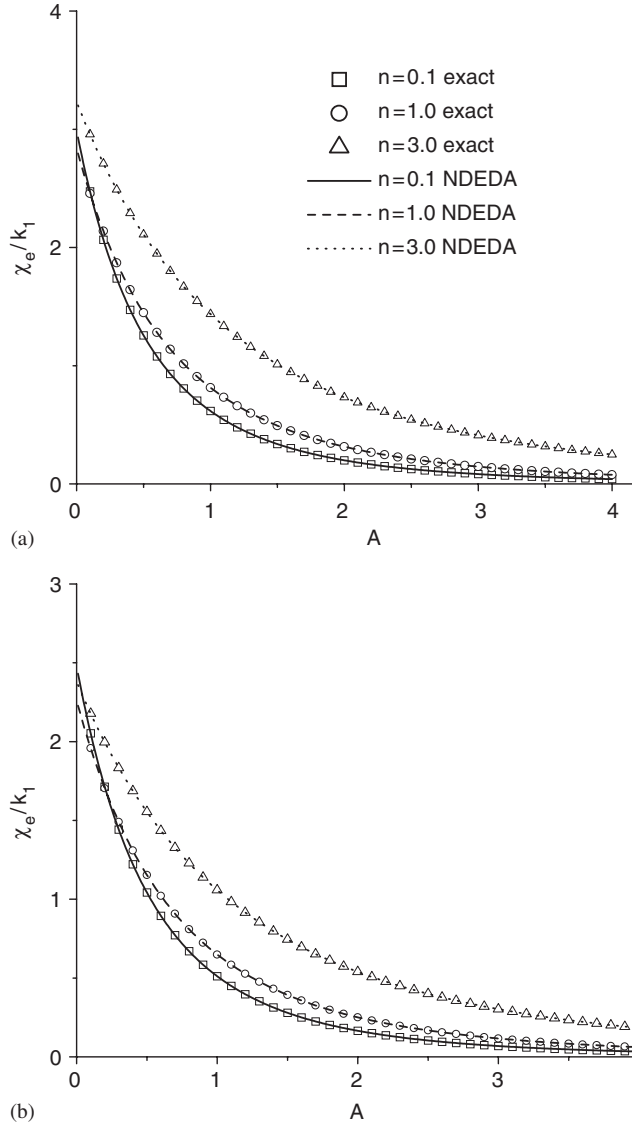 4
2
0
χe/k1
n=0.1 exact
n=1.0 exact
n=3.0 exact
n=0.1 NDEDA
n=1.0 NDEDA
n=3.0 NDEDA
0 1 2 3 4
(a)
A
3
2
1
0
χe/k1
0 1 2 3
(b)
A